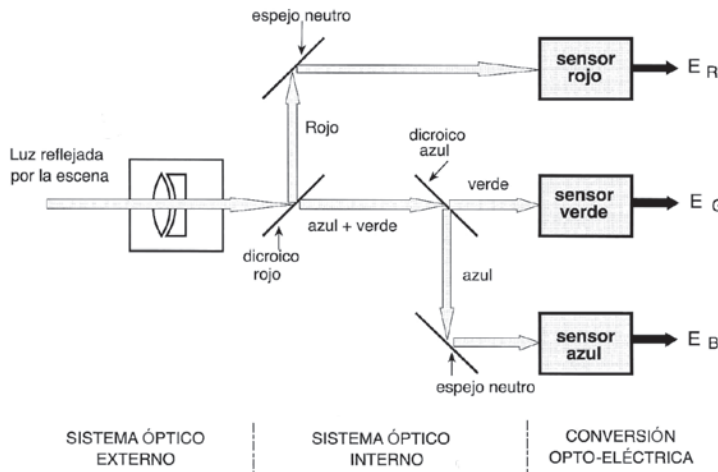 espejo neutro
sensor
rojo
E R
Rojo
Luz reflejada
por la escena
dicroico
azul
verde
sensor
verde
E G
azul + verde
dicroico
rojo
azul
sensor
azul
E B
espejo neutro
SISTEMA ÓPTICO
EXTERNO
SISTEMA ÓPTICO
INTERNO
CONVERSIÓN
OPTO-ELÉCTRICA